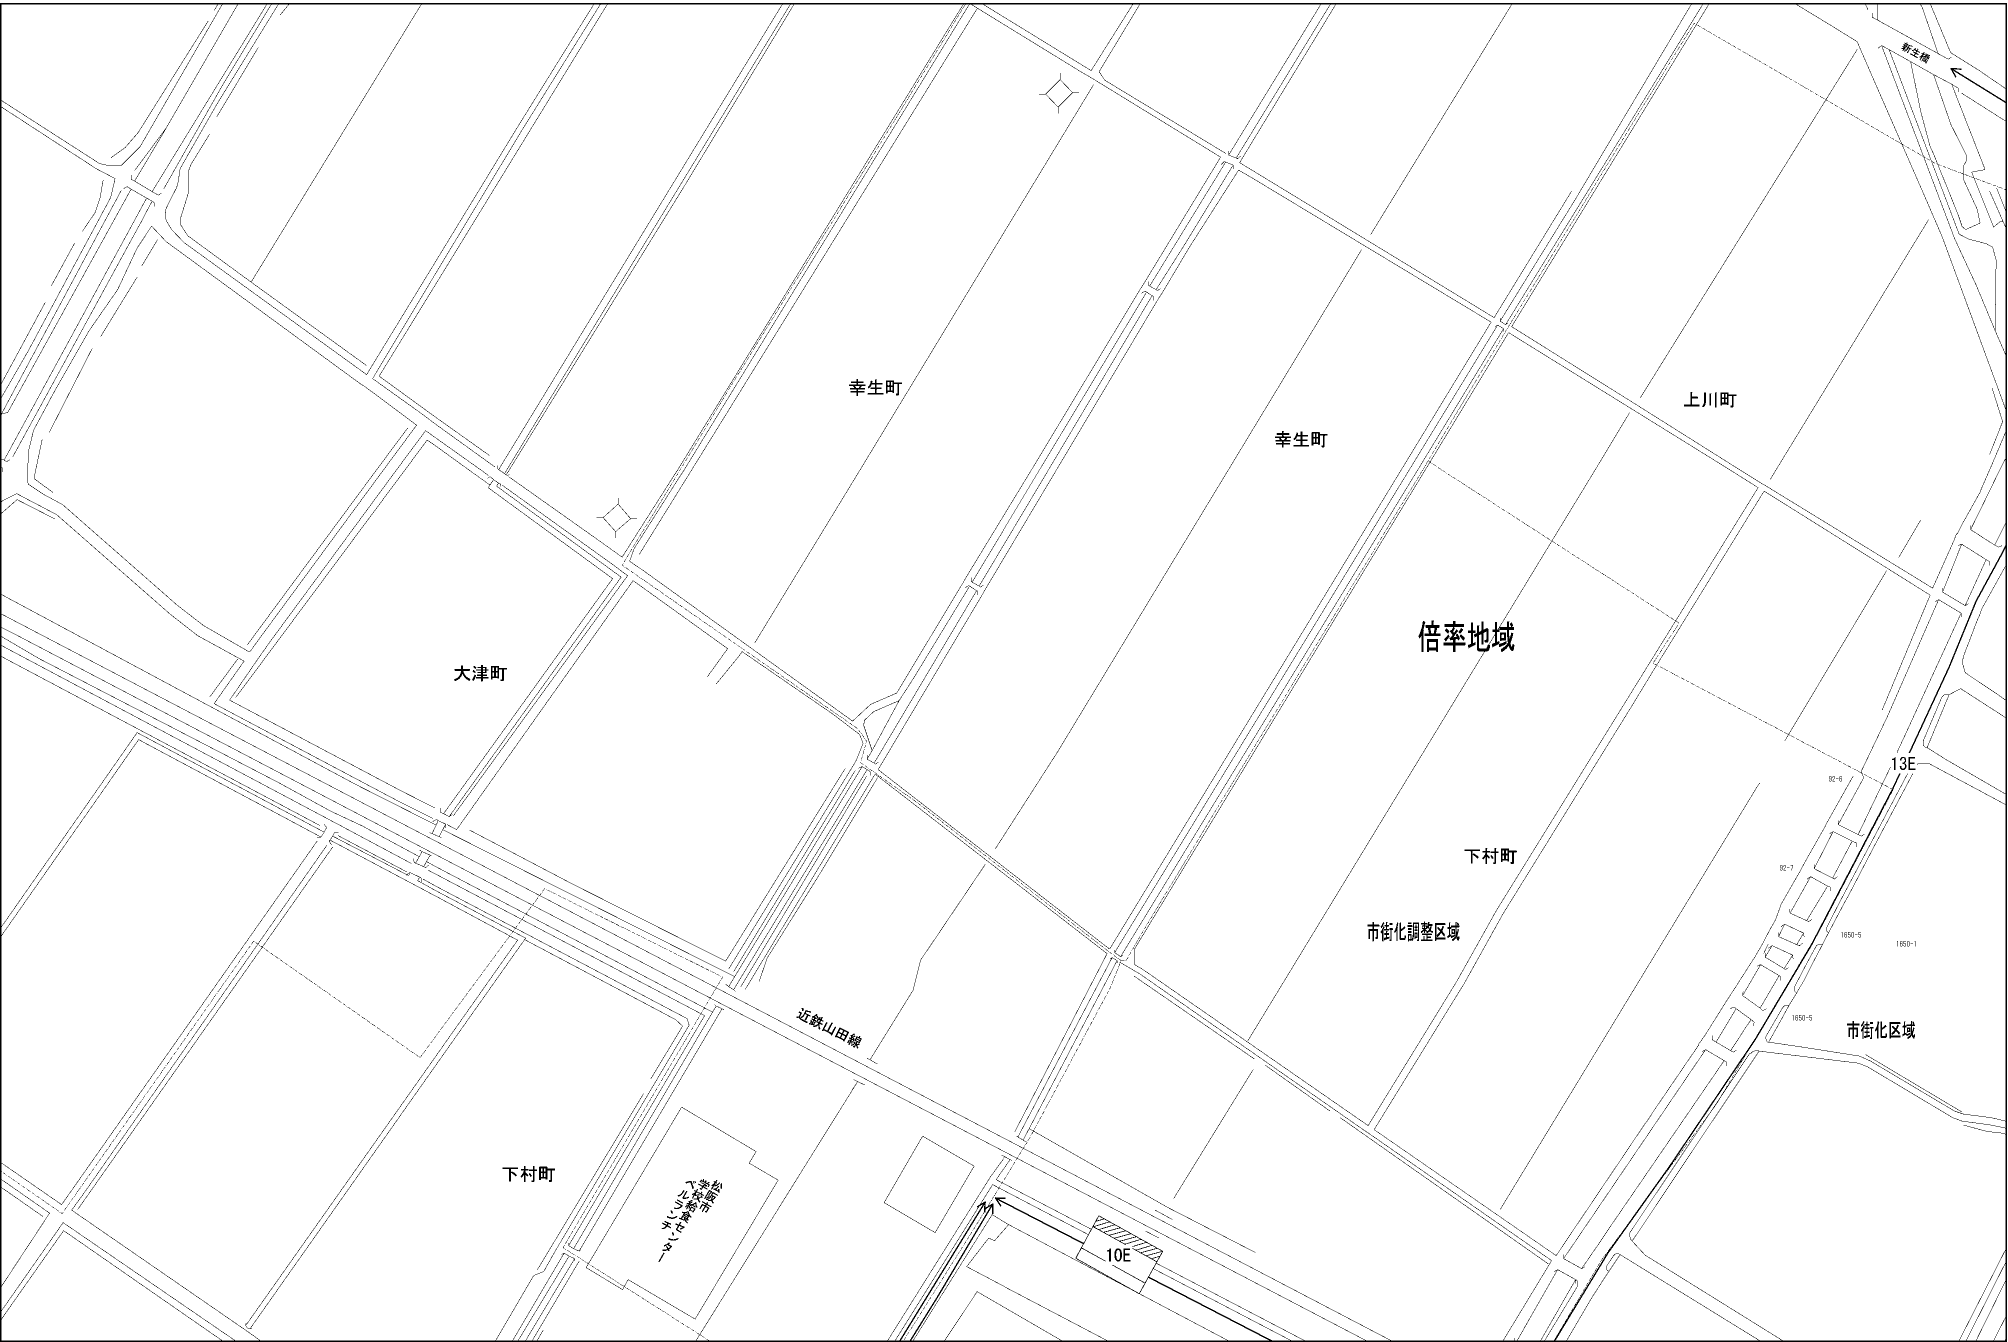 新生橋
幸生町
上川町
幸生町
倍率地域
大津町
13E
92-6
下村町
92-7
市街化調整区域
1650-5
1650-1
1650-5
近鉄山田線
市街化区域
下村町
松阪市
学校給食センター
ベルランチ
10E